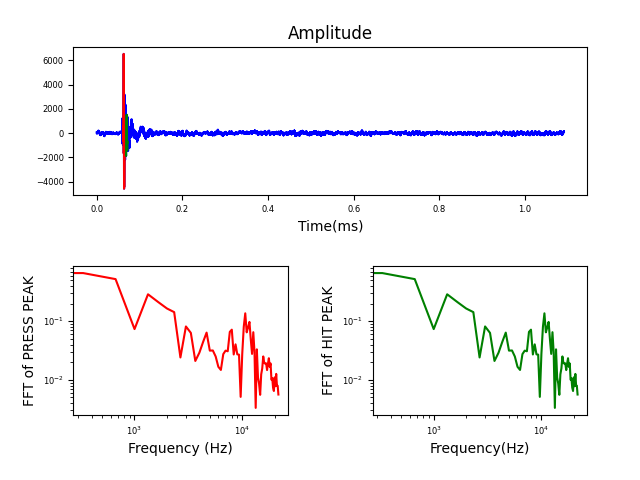 Amplitude
6000
4000
2000
0
−2000
−4000
0.0 0.2 0.4 0.6 0.8 1.0
Time(ms)
FFT of PRESS PEAK
10⁻¹
10⁻²
10³ 10⁴
Frequency (Hz)
FFT of HIT PEAK
10⁻¹
10⁻²
10³ 10⁴
Frequency(Hz)